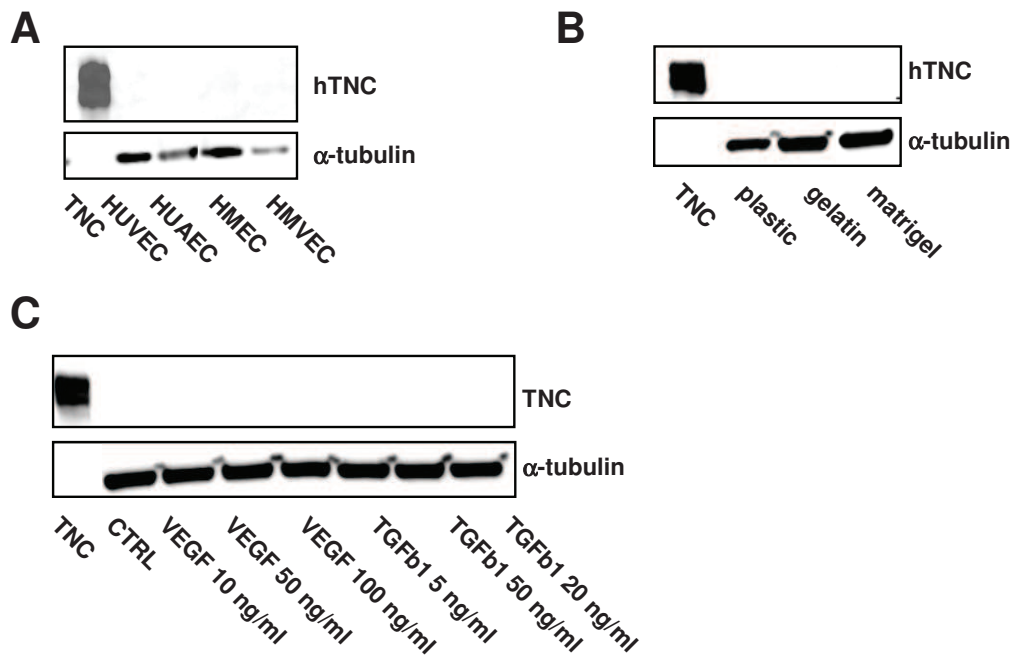 A
hTNC
α-tubulin
TNC
HUVEC
HUAEC
HMEC
HMVEC
B
hTNC
α-tubulin
TNC
plastic
gelatin
matrigel
C
TNC
α-tubulin
TNC
CTRL
VEGF 10 ng/ml
VEGF 50 ng/ml
VEGF 100 ng/ml
TGFb1 5 ng/ml
TGFb1 50 ng/ml
TGFb1 20 ng/ml